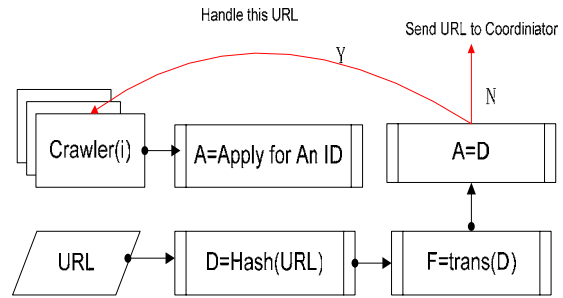 Handle this URL
Send URL to Coordiniator
Y
N
Crawler(i)
A=Apply for An ID
A=D
URL
D=Hash(URL)
F=trans(D)